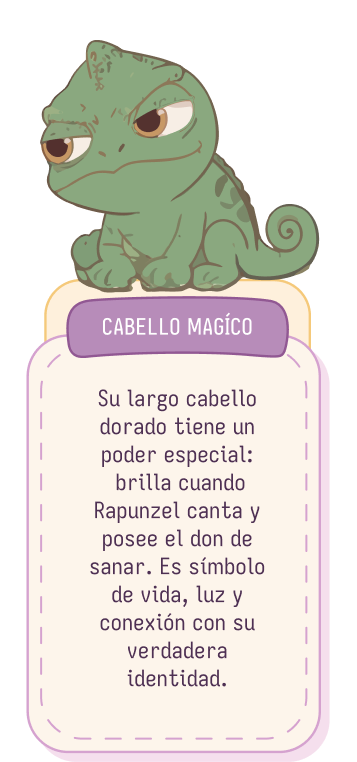 CABELLO MAGÍCO
Su largo cabello
dorado tiene un
poder especial:
brilla cuando
Rapunzel canta y
posee el don de
sanar. Es símbolo
de vida, luz y
conexión con su
verdadera
identidad.